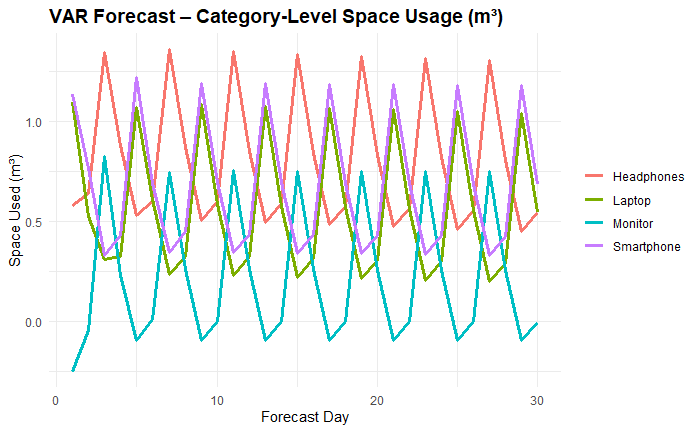 VAR Forecast – Category-Level Space Usage (m³)
Space Used (m³)
1.0
0.5
0.0
0
10
20
30
Forecast Day
Headphones
Laptop
Monitor
Smartphone